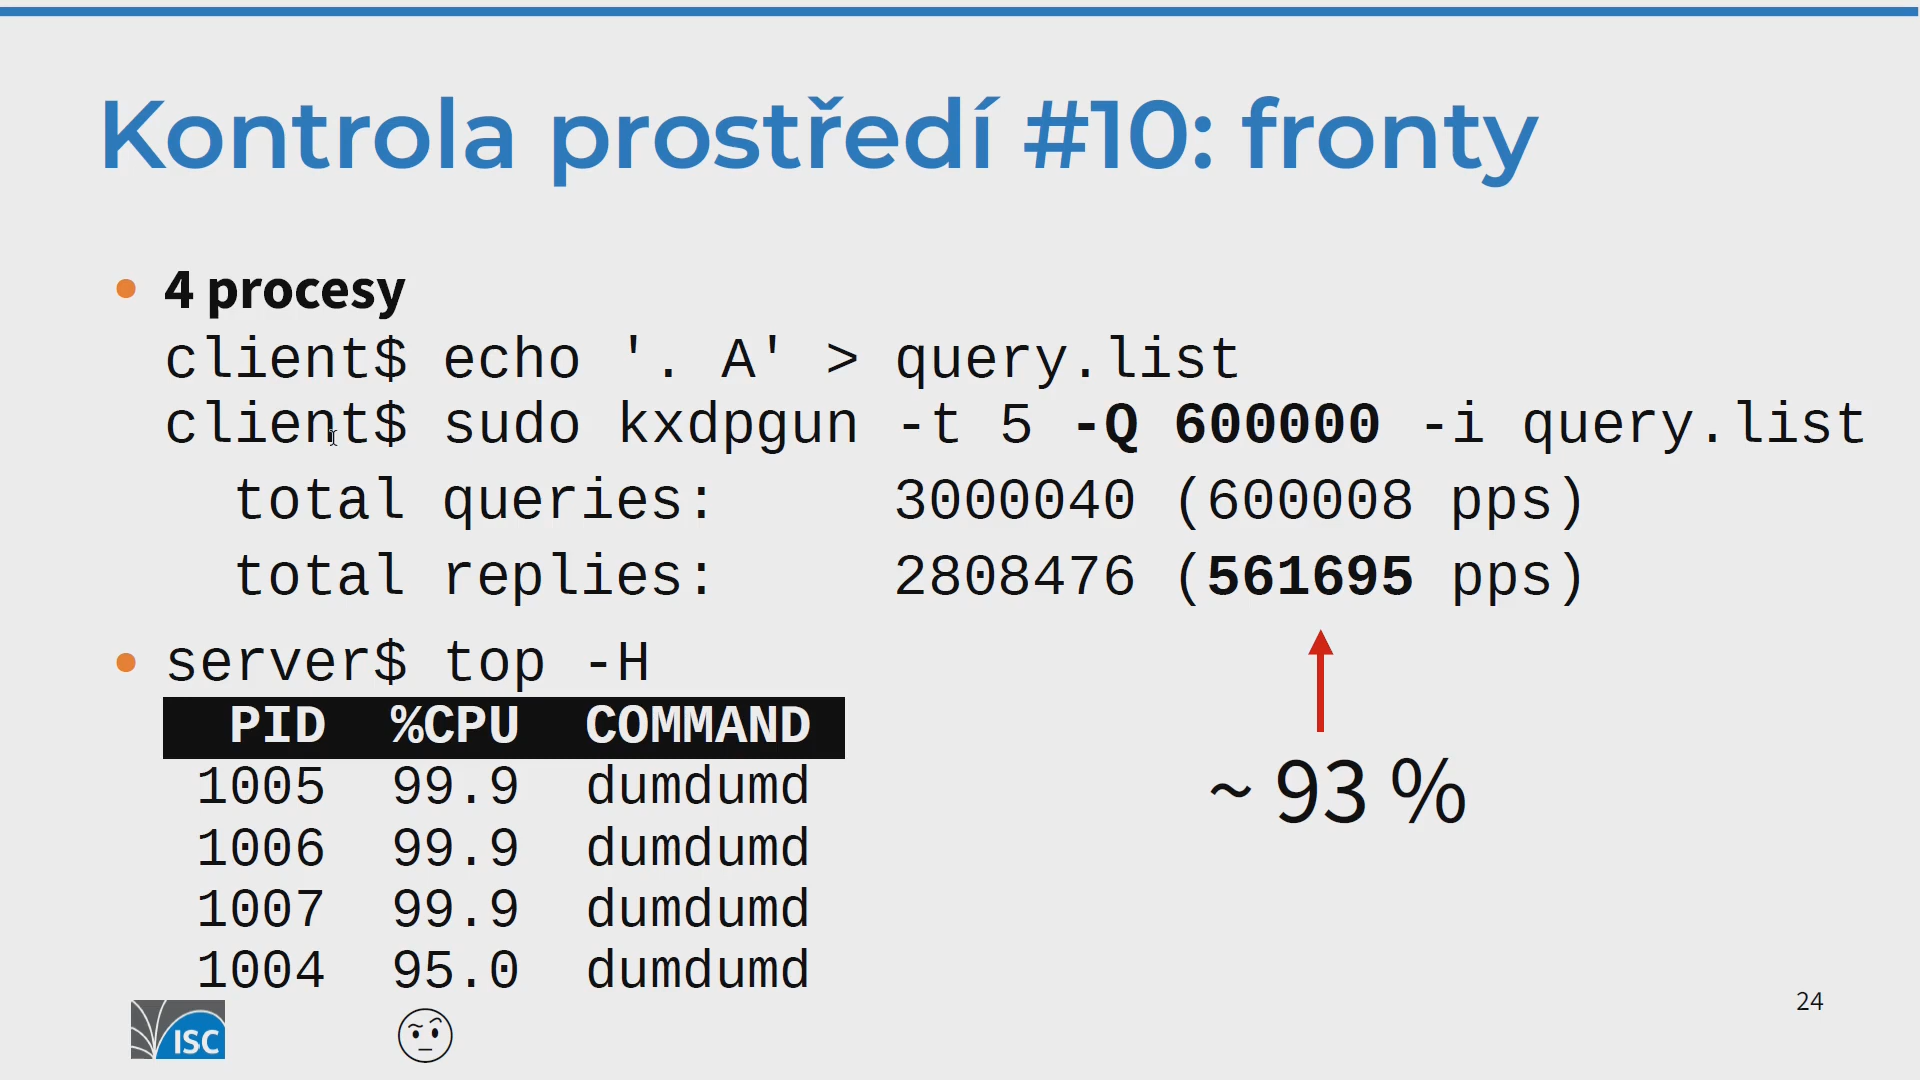 Kontrola prostředí #10: fronty
4 procesy
client$ echo '. A' > query.list
client$ sudo kxdpgun -t 5 -Q 600000 -i query.list
total queries: 3000040 (600008 pps)
total replies: 2808476 (561695 pps)
server$ top -H
PID %CPU COMMAND
1005 99.9 dumdumd
1006 99.9 dumdumd
1007 99.9 dumdumd
1004 95.0 dumdumd
~ 93 %
ISC
24